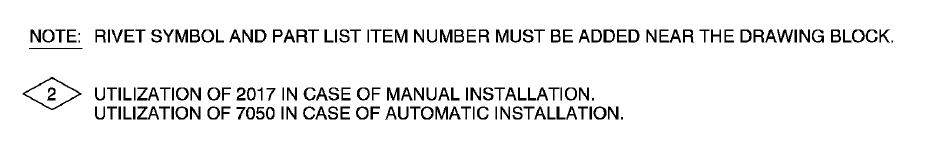 NOTE: RIVET SYMBOL AND PART LIST ITEM NUMBER MUST BE ADDED NEAR THE DRAWING BLOCK.
2 UTILIZATION OF 2017 IN CASE OF MANUAL INSTALLATION.
UTILIZATION OF 7050 IN CASE OF AUTOMATIC INSTALLATION.